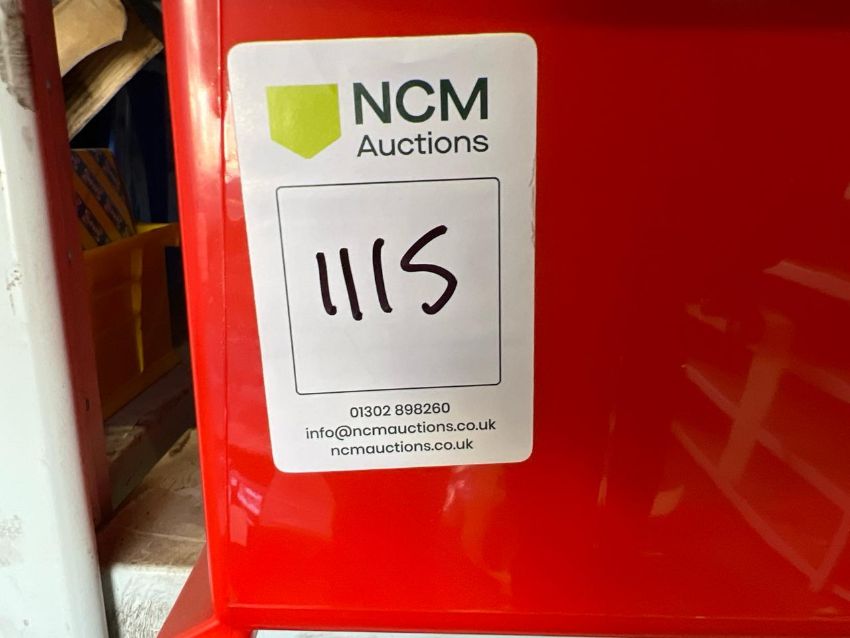 NCM
Auctions
1115
01302 898260
info@ncmauctions.co.uk
ncmauctions.co.uk